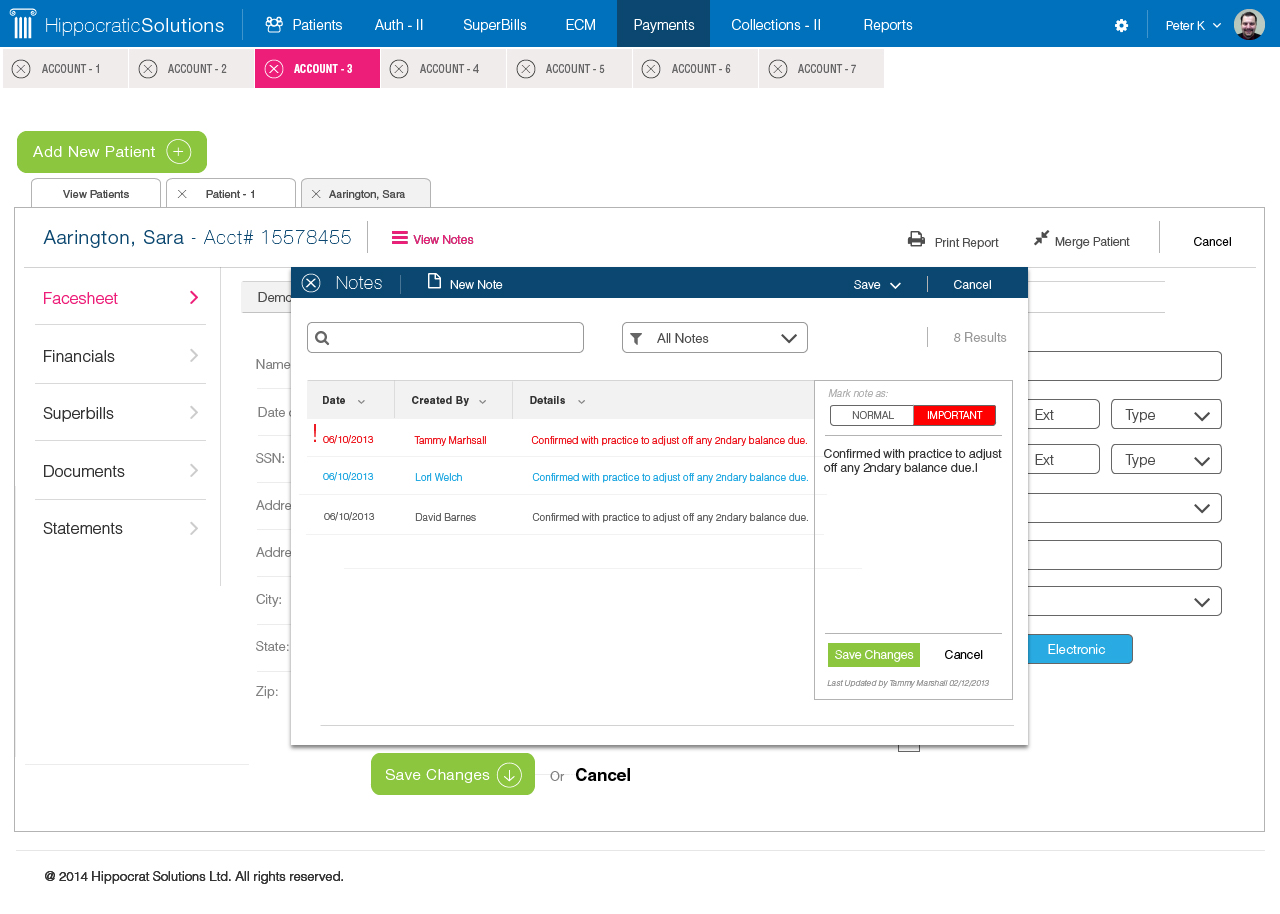 HippocraticSolutions Patients Auth - II SuperBills ECM Payments Collections - II Reports Peter K
ACCOUNT - 1 ACCOUNT - 2 ACCOUNT - 3 ACCOUNT - 4 ACCOUNT - 5 ACCOUNT - 6 ACCOUNT - 7
Add New Patient
View Patients Patient - 1 Aarington, Sara
Aarington, Sara - Acct# 15578455 View Notes Print Report Merge Patient Cancel
Facesheet
Financials
Superbills
Documents
Statements
Demo
Name
Date
SSN:
Addre
Addre
City:
State:
Zip:
Notes New Note Save Cancel
All Notes 8 Results
Date Created By Details
! 06/10/2013 Tammy Marhsall Confirmed with practice to adjust off any 2ndary balance due.
06/10/2013 Lori Welch Confirmed with practice to adjust off any 2ndary balance due.
06/10/2013 David Barnes Confirmed with practice to adjust off any 2ndary balance due.
Mark note as:
NORMAL IMPORTANT
Confirmed with practice to adjust
off any 2ndary balance due.I
Save Changes Cancel
Last Updated by Tammy Marshall 02/12/2013
Ext Type
Ext Type
Electronic
Save Changes Or Cancel
@ 2014 Hippocrat Solutions Ltd. All rights reserved.